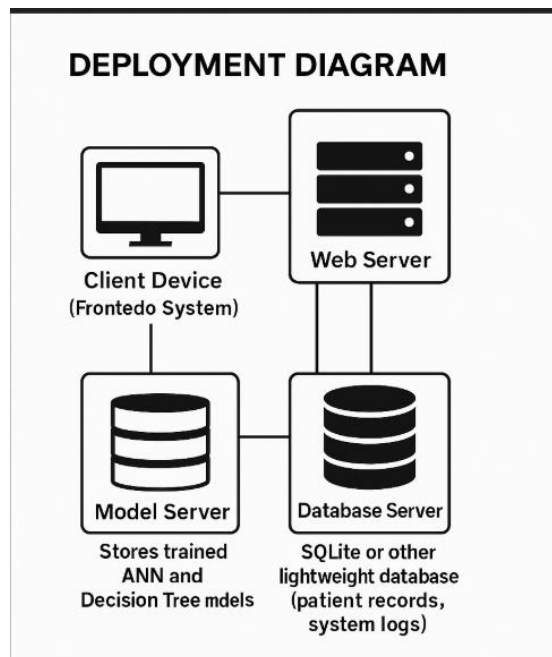 DEPLOYMENT DIAGRAM
Client Device
(Frontedo System)
Web Server
Model Server
Stores trained
ANN and
Decision Tree mdels
Database Server
SQLite or other
lightweight database
(patient records,
system logs)